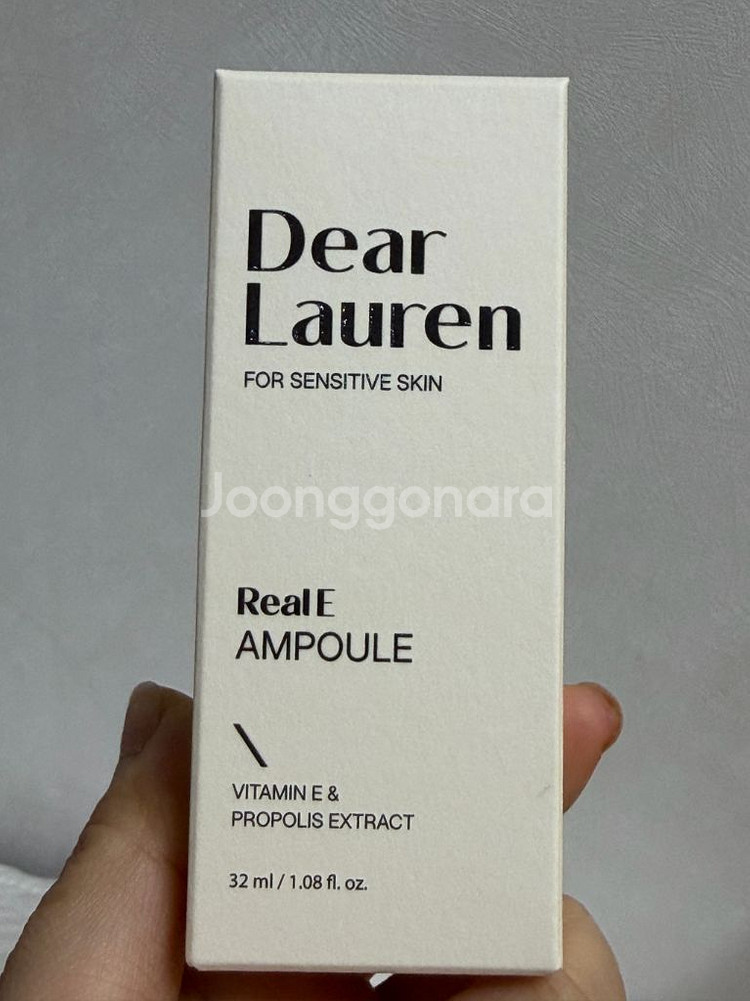 Dear
Lauren
FOR SENSITIVE SKIN
Joonggonara
Real E
AMPOULE
\
VITAMIN E &
PROPOLIS EXTRACT
32 ml / 1.08 fl. oz.